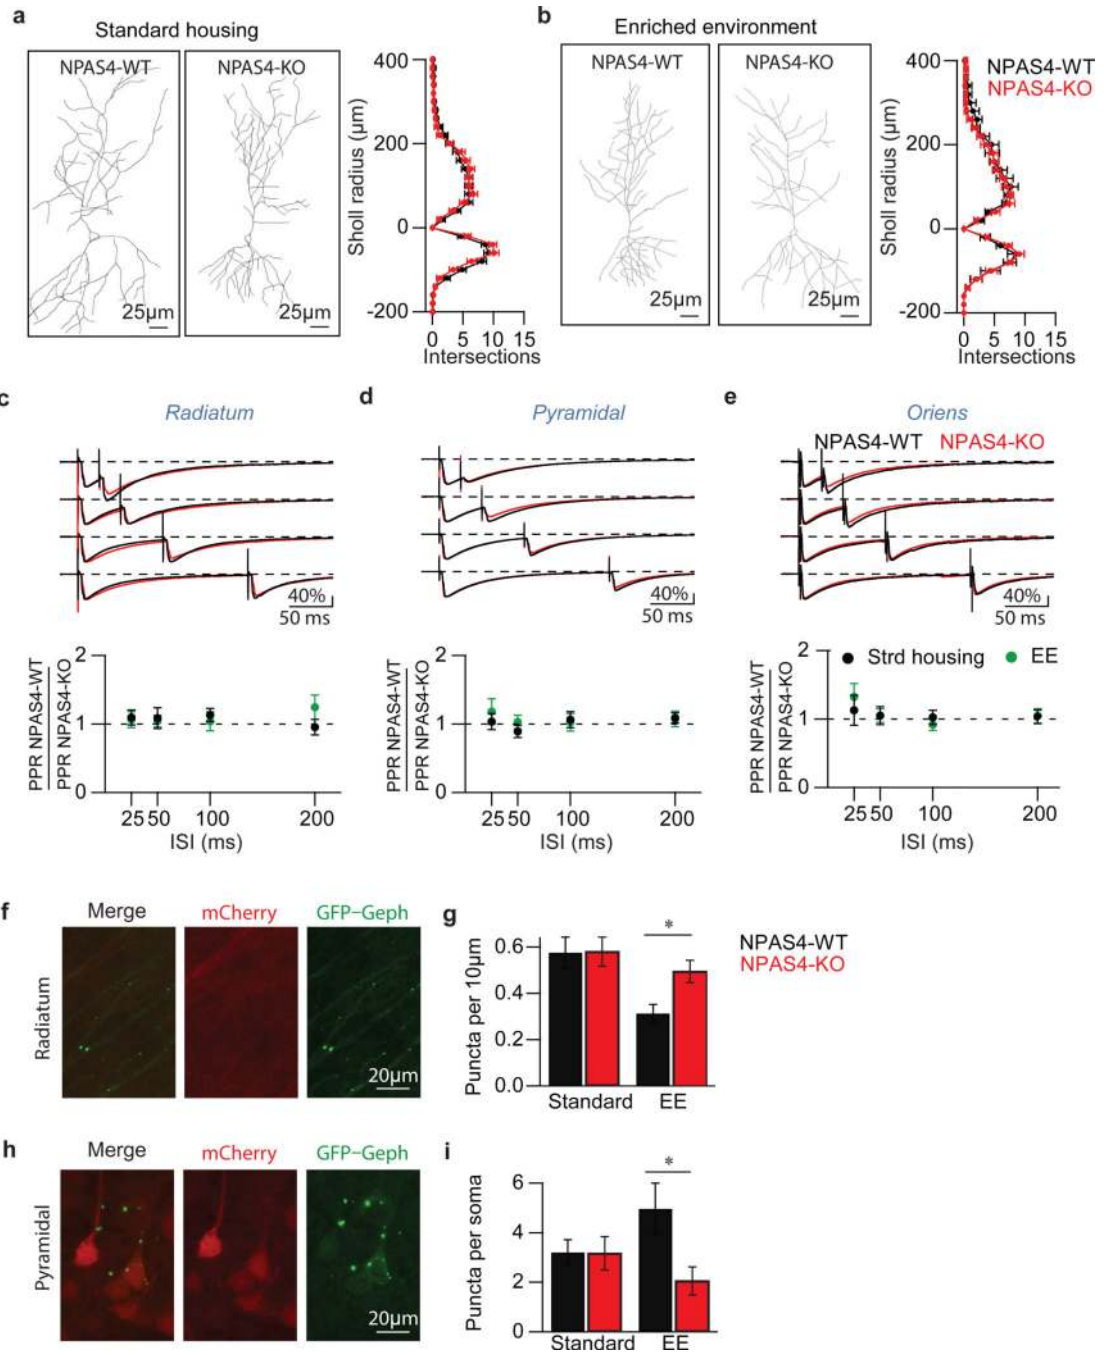 a
Standard housing
NPAS4-WT
NPAS4-KO
25µm
25µm
Sholl radius (µm)
400
200
0
-200
0 5 10 15
Intersections
b
Enriched environment
NPAS4-WT
NPAS4-KO
25µm
25µm
Sholl radius (µm)
400
200
0
-200
0 5 10 15
Intersections
NPAS4-WT
NPAS4-KO
c
Radiatum
40%
50 ms
PPR NPAS4-WT
PPR NPAS4-KO
2
1
0
25 50 100 200
ISI (ms)
d
Pyramidal
40%
50 ms
PPR NPAS4-WT
PPR NPAS4-KO
2
1
0
25 50 100 200
ISI (ms)
e
Oriens
NPAS4-WT NPAS4-KO
40%
50 ms
PPR NPAS4-WT
PPR NPAS4-KO
2
1
0
Strd housing EE
25 50 100 200
ISI (ms)
f
Merge mCherry GFP–Geph
Radiatum
20µm
g
Puncta per 10µm
0.6
0.4
0.2
0.0
*
Standard EE
NPAS4-WT
NPAS4-KO
h
Merge mCherry GFP–Geph
Pyramidal
20µm
i
Puncta per soma
6
4
2
0
*
Standard EE